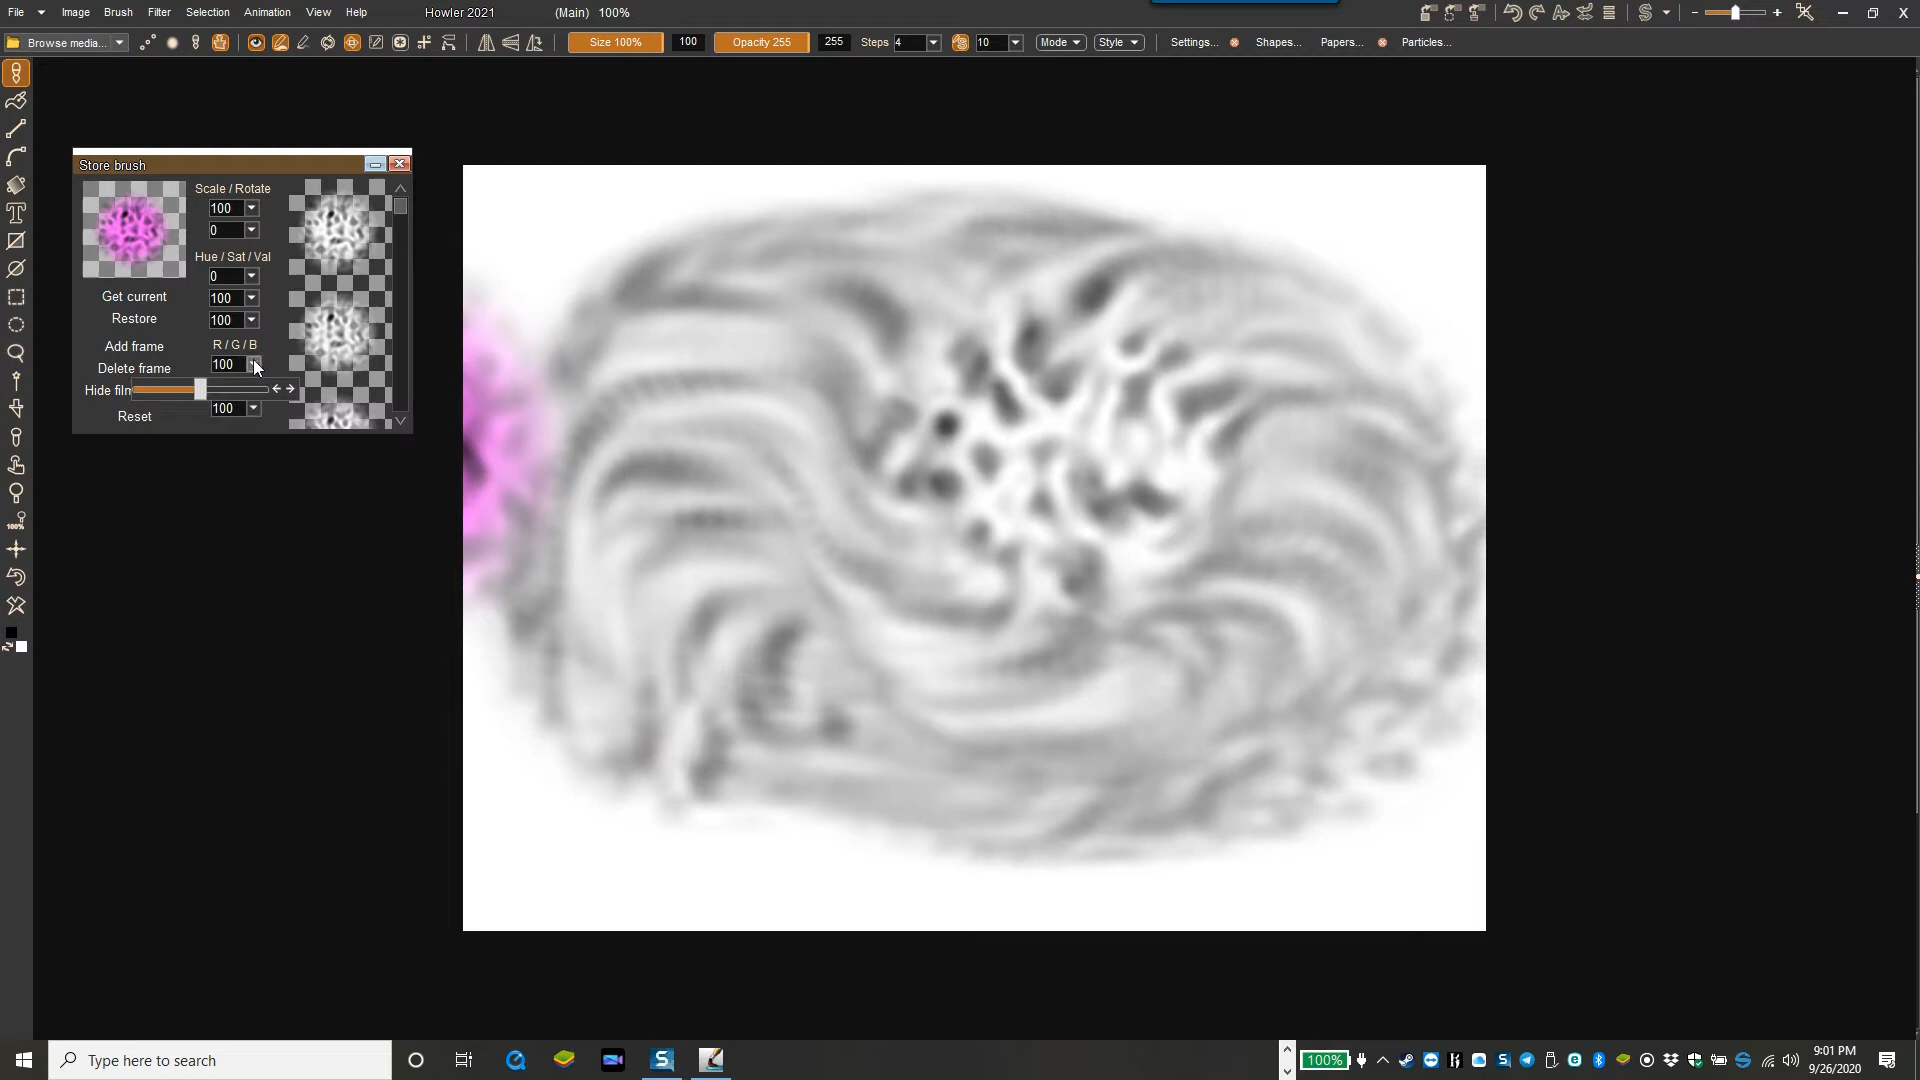 File Image Brush Filter Selection Animation View Help Howler 2021 (Main) 100%
Browse media... Size 100% 100 Opacity 255 255 Steps 4 10 Mode Style Settings... Shapes... Papers... Particles...
Store brush
Scale / Rotate
100
0
Hue / Sat / Val
0
Get current 100
Restore 100
Add frame R / G / B
Delete frame 100
Hide film
Reset 100
100%
Type here to search
100%
9:01 PM
9/26/2020